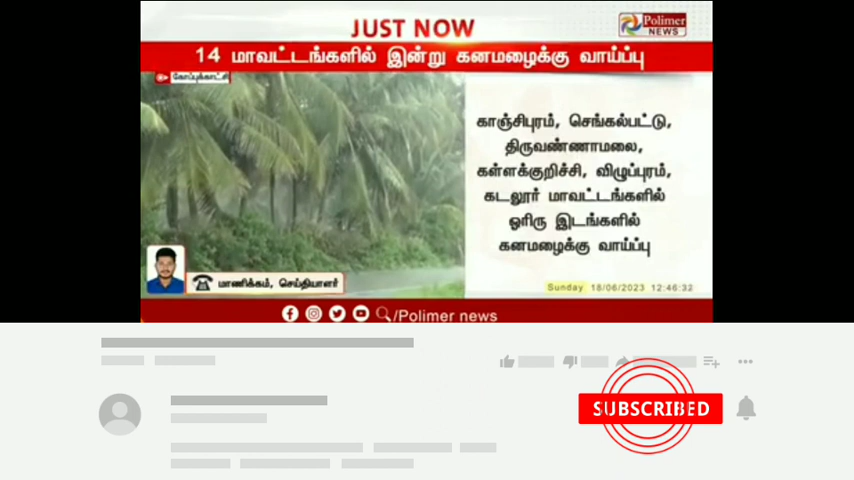 JUST NOW
Polimer
NEWS
14 மாவட்டங்களில் இன்று கனமழைக்கு வாய்ப்பு
கோப்புக்காட்சி
காஞ்சிபுரம், செங்கல்பட்டு,
திருவண்ணாமலை,
கள்ளக்குறிச்சி, விழுப்புரம்,
கடலூர் மாவட்டங்களில்
ஓரிரு இடங்களில்
கனமழைக்கு வாய்ப்பு
மாணிக்கம், செய்தியாளர்
Sunday 18/06/2023 12:46:32
/Polimer news
SUBSCRIBED